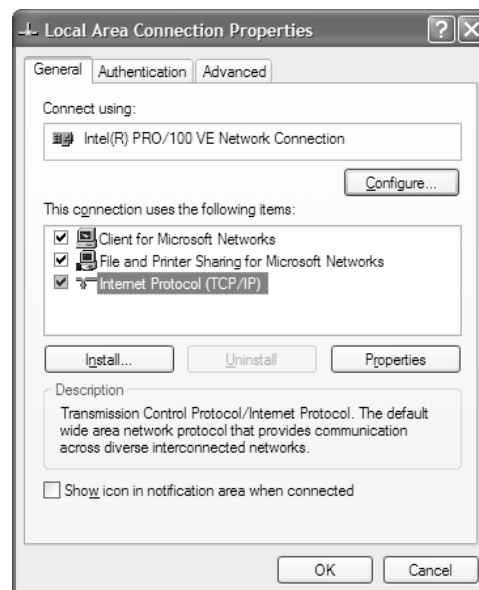 Local Area Connection Properties
General Authentication Advanced
Connect using:
Intel(R) PRO/100 VE Network Connection
Configure...
This connection uses the following items:
Client for Microsoft Networks
File and Printer Sharing for Microsoft Networks
Internet Protocol (TCP/IP)
Install... Uninstall Properties
Description
Transmission Control Protocol/Internet Protocol. The default
wide area network protocol that provides communication
across diverse interconnected networks.
Show icon in notification area when connected
OK Cancel